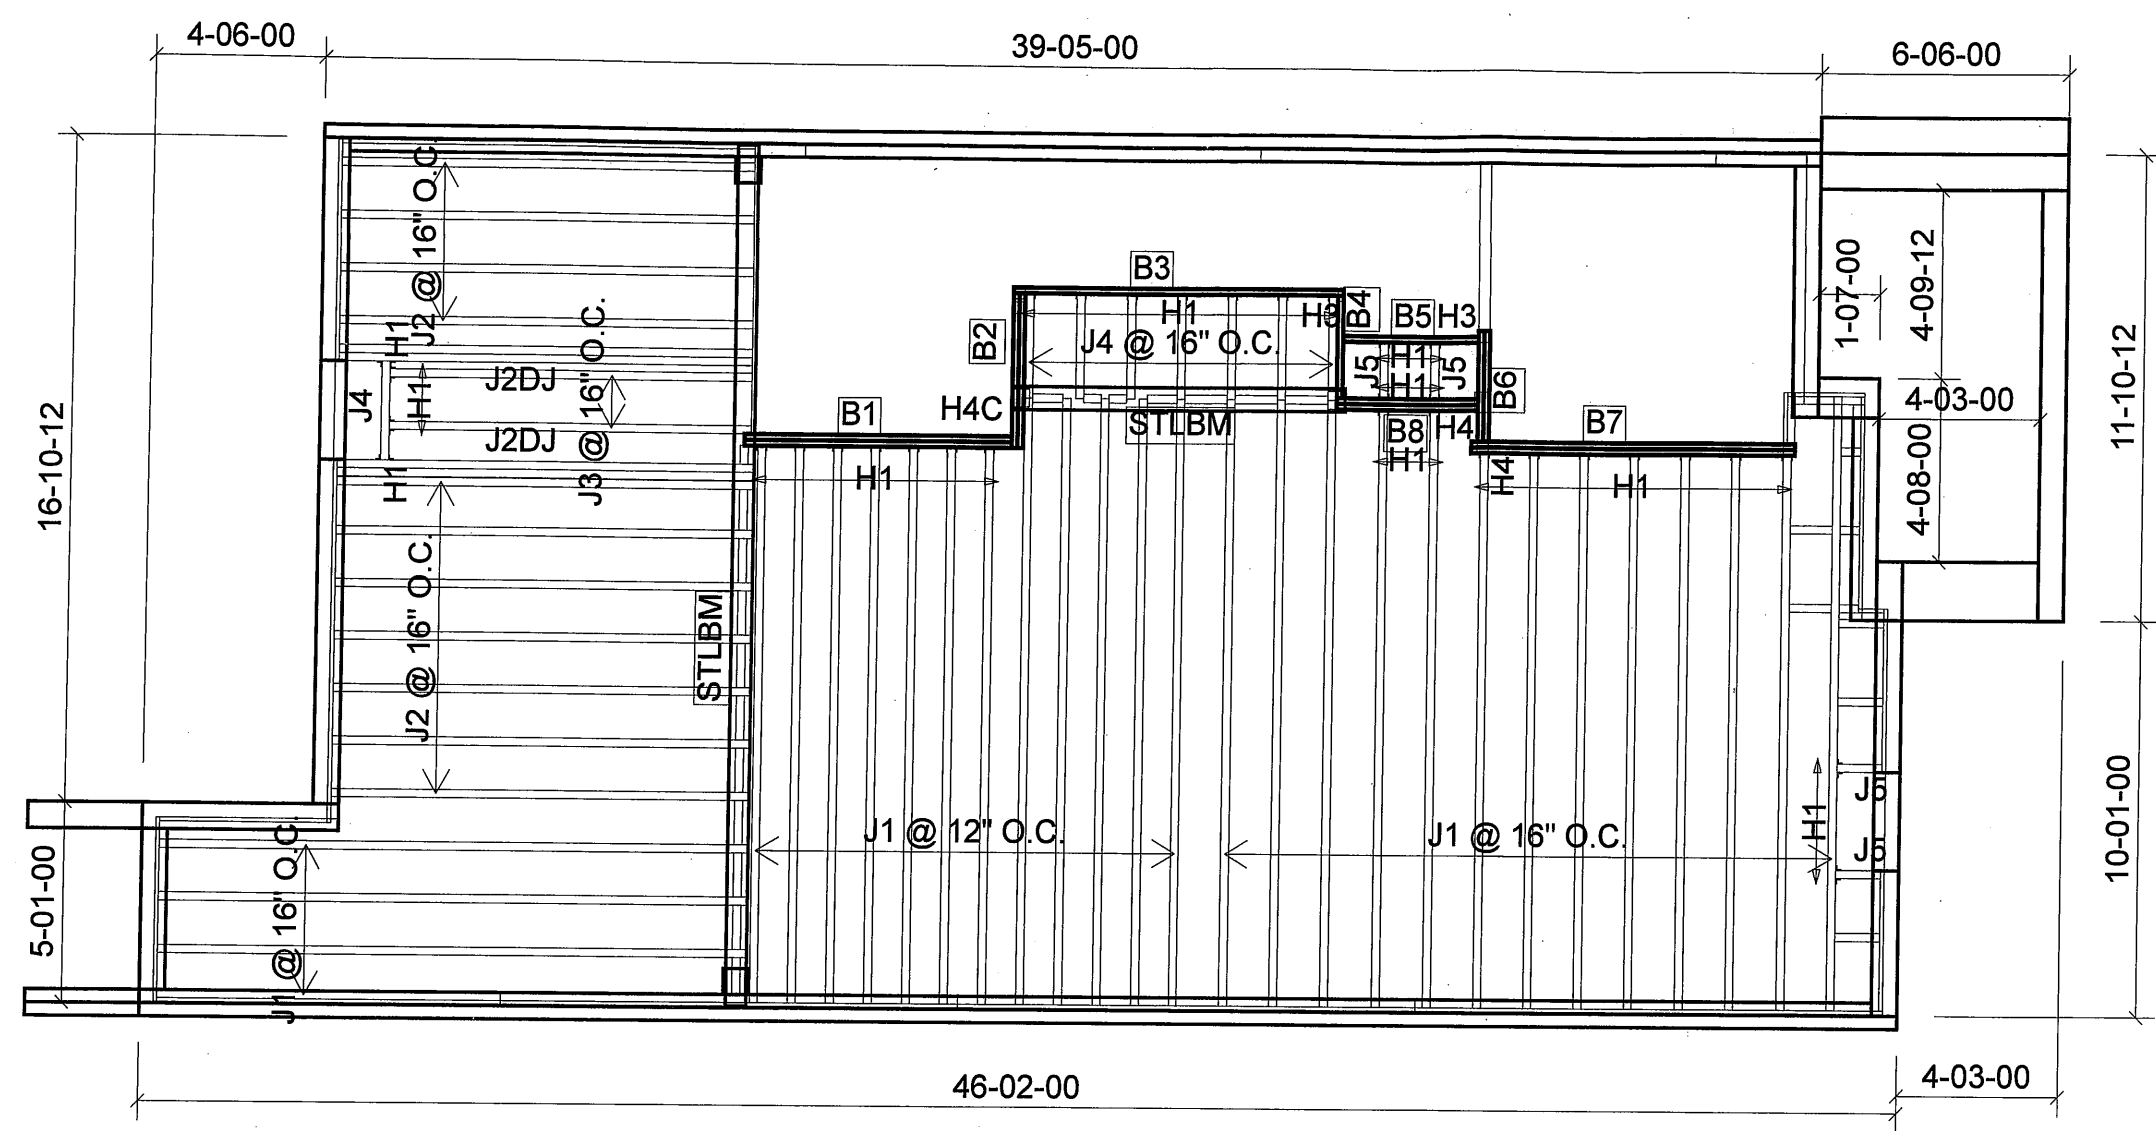 4-06-00
39-05-00
6-06-00
16-10-12
5-01-00
J2 @ 16" O.C.
H1
J4
H1
H1
J2DJ
J2DJ
J3 @ 16" O.C.
J2 @ 16" O.C.
J1 @ 16" O.C.
STLBM
B1
H1
B2
H4C
B3
H1
H3
J4 @ 16" O.C.
STLBM
B4
B5
H3
J5
H1
H1
J5
B6
B8
H4
H1
H4
B7
H1
J1 @ 12" O.C.
J1 @ 16" O.C.
H1
J5
J5
1-07-00
4-09-12
4-03-00
4-08-00
11-10-12
10-01-00
46-02-00
4-03-00